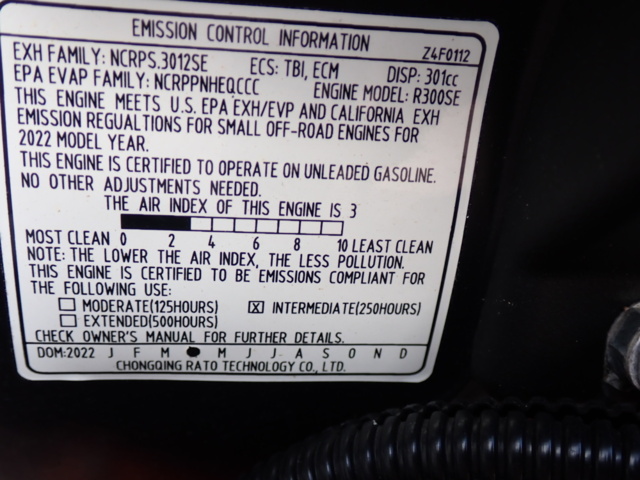 EMISSION CONTROL INFORMATION
Z4F0112
EXH FAMILY: NCRPS.3012SE ECS: TBI, ECM DISP: 301cc
EPA EVAP FAMILY: NCRPPNHEQCCC ENGINE MODEL: R300SE
THIS ENGINE MEETS U.S. EPA EXH/EVP AND CALIFORNIA EXH
EMISSION REGUALTIONS FOR SMALL OFF-ROAD ENGINES FOR
2022 MODEL YEAR.
THIS ENGINE IS CERTIFIED TO OPERATE ON UNLEADED GASOLINE.
NO OTHER ADJUSTMENTS NEEDED.
THE AIR INDEX OF THIS ENGINE IS 3
MOST CLEAN 0 2 4 6 8 10 LEAST CLEAN
NOTE: THE LOWER THE AIR INDEX, THE LESS POLLUTION.
THIS ENGINE IS CERTIFIED TO BE EMISSIONS COMPLIANT FOR
THE FOLLOWING USE:
☐ MODERATE(125HOURS) ☒ INTERMEDIATE(250HOURS)
☐ EXTENDED(500HOURS)
CHECK OWNER'S MANUAL FOR FURTHER DETAILS.
DOM:2022 J F M ● M J J A S O N D
CHONGQING RATO TECHNOLOGY CO., LTD.